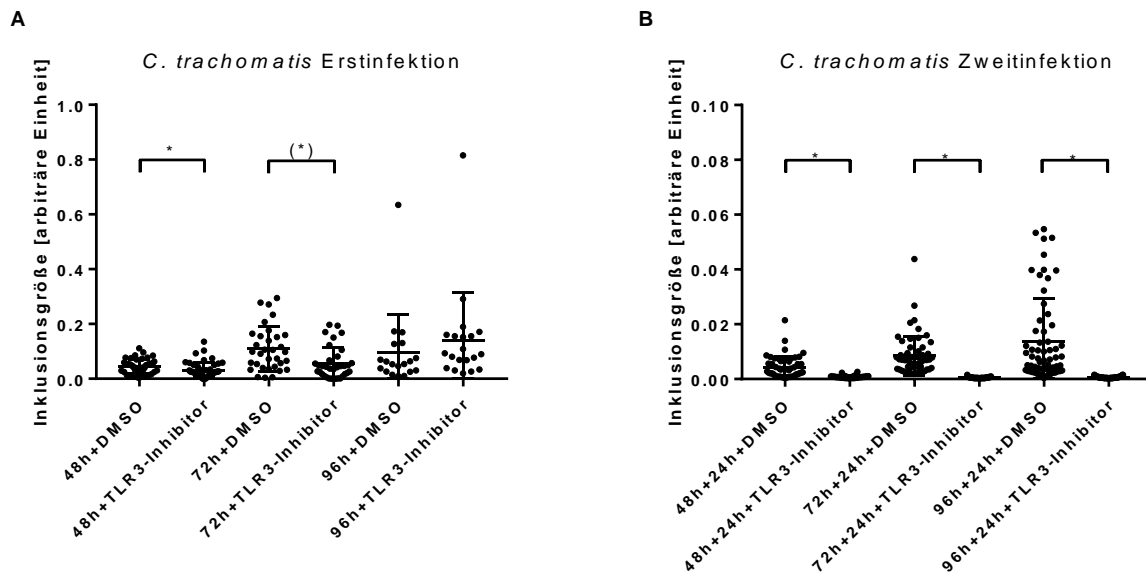 A
C. trachomatis Erstinfektion
Inklusionsgröße [arbiträre Einheit]
1.0
0.8
0.6
0.4
0.2
0.0
*
(*)
48h+DMSO
48h+TLR3-Inhibitor
72h+DMSO
72h+TLR3-Inhibitor
96h+DMSO
96h+TLR3-Inhibitor
B
C. trachomatis Zweitinfektion
Inklusionsgröße [arbiträre Einheit]
0.10
0.08
0.06
0.04
0.02
0.00
*
*
*
48h+24h+DMSO
48h+24h+TLR3-Inhibitor
72h+24h+DMSO
72h+24h+TLR3-Inhibitor
96h+24h+DMSO
96h+24h+TLR3-Inhibitor